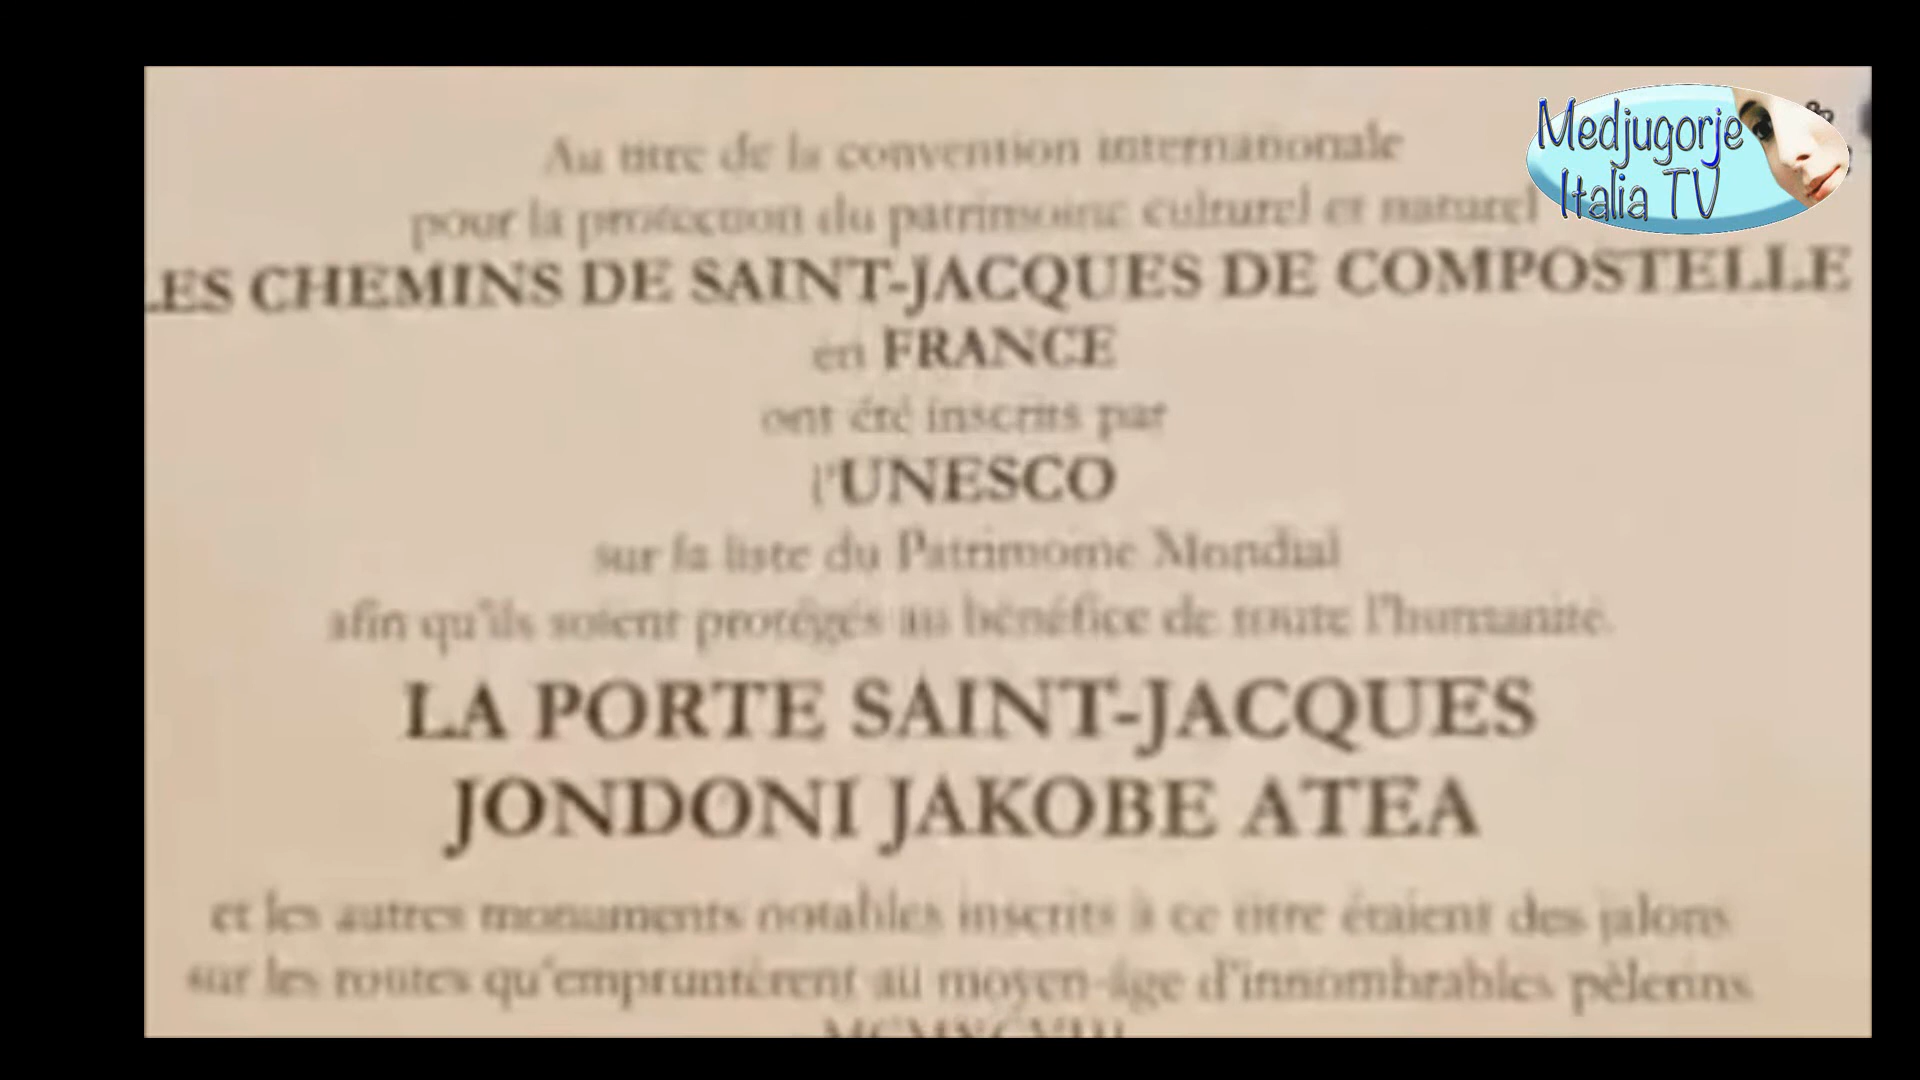 Medjugorje
Italia TV
Au titre de la convention internationale
pour la protection du patrimoine culturel et naturel
LES CHEMINS DE SAINT-JACQUES DE COMPOSTELLE
en FRANCE
ont été inscrits par
l'UNESCO
sur la liste du Patrimoine Mondial
afin qu'ils soient protégés au bénéfice de toute l'humanité.
LA PORTE SAINT-JACQUES
JONDONI JAKOBE ATEA
et les autres monuments notables inscrits à ce titre étaient des jalons
sur les routes qu'empruntèrent au moyen-âge d'innombrables pèlerins